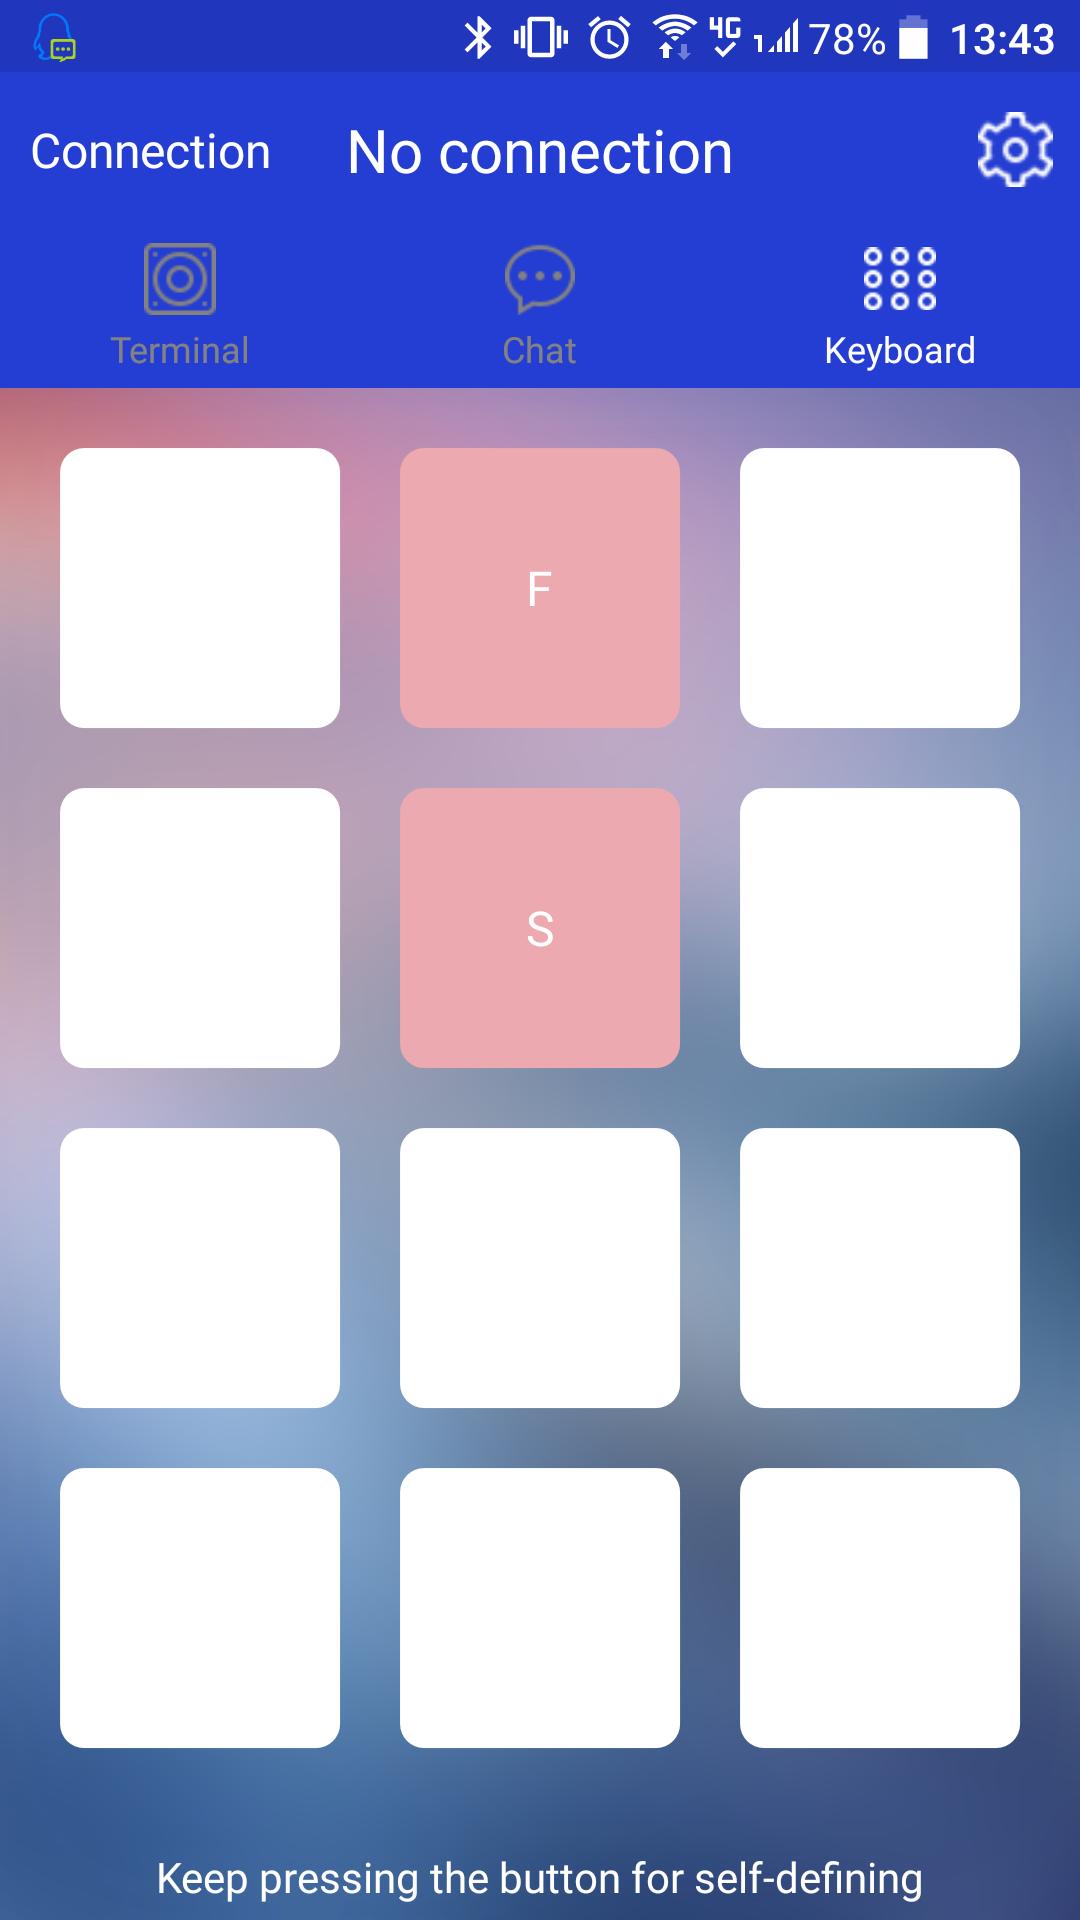 4G 1 78% 13:43
Connection No connection
Terminal Chat Keyboard
F
S
Keep pressing the button for self-defining